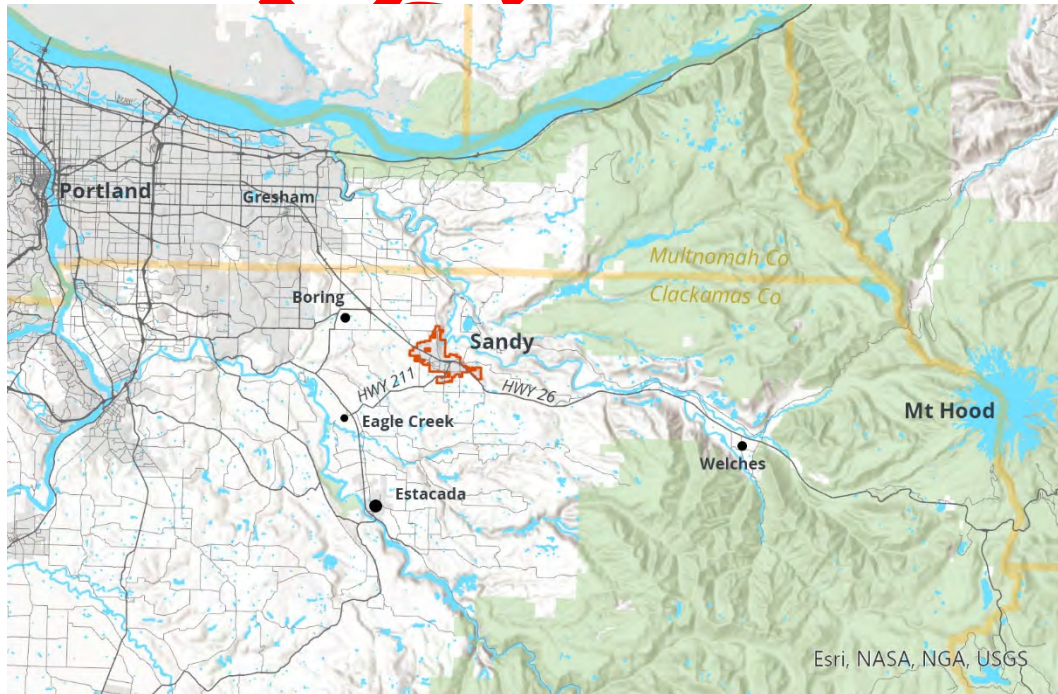 Portland
Gresham
Multnomah Co
Clackamas Co
Boring
Sandy
HWY 211
HWY 26
Mt Hood
Eagle Creek
Welches
Estacada
Esri, NASA, NGA, USGS